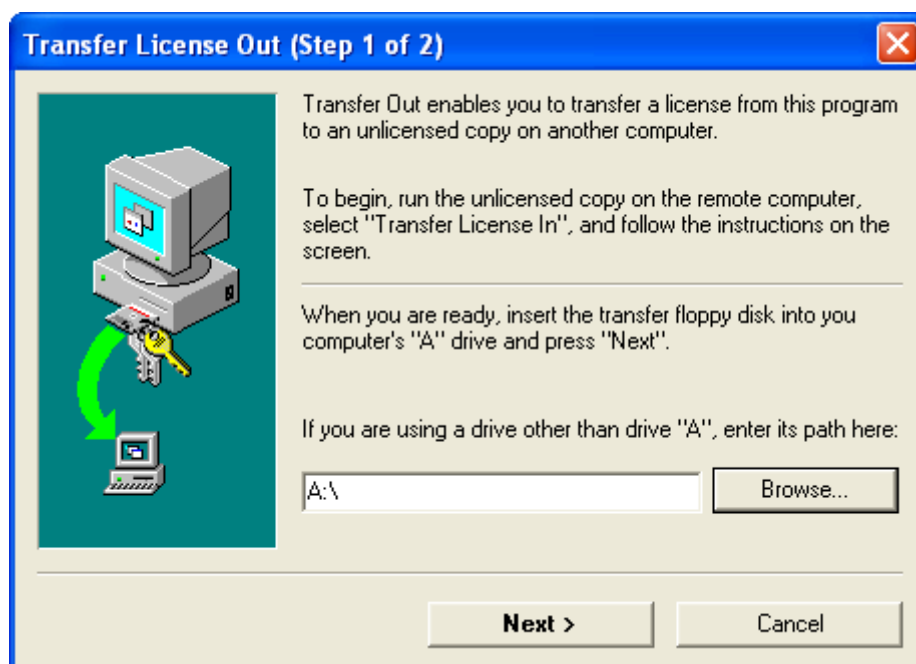 Transfer License Out (Step 1 of 2)
Transfer Out enables you to transfer a license from this program
to an unlicensed copy on another computer.
To begin, run the unlicensed copy on the remote computer,
select "Transfer License In", and follow the instructions on the
screen.
When you are ready, insert the transfer floppy disk into you
computer's "A" drive and press "Next".
If you are using a drive other than drive "A", enter its path here:
A:\
Browse...
Next >
Cancel